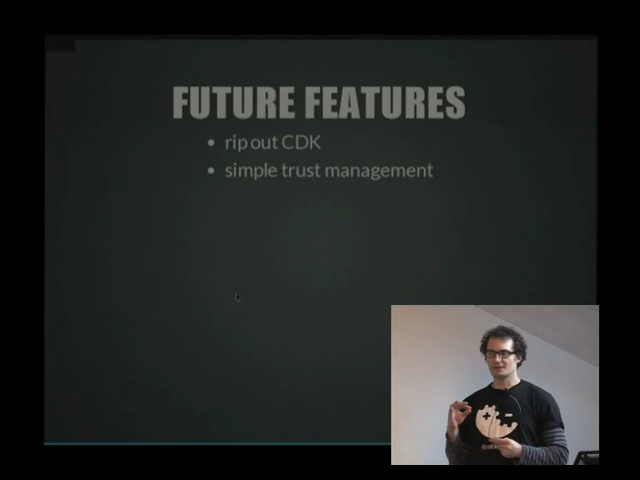 FUTURE FEATURES
• rip out CDK
• simple trust management